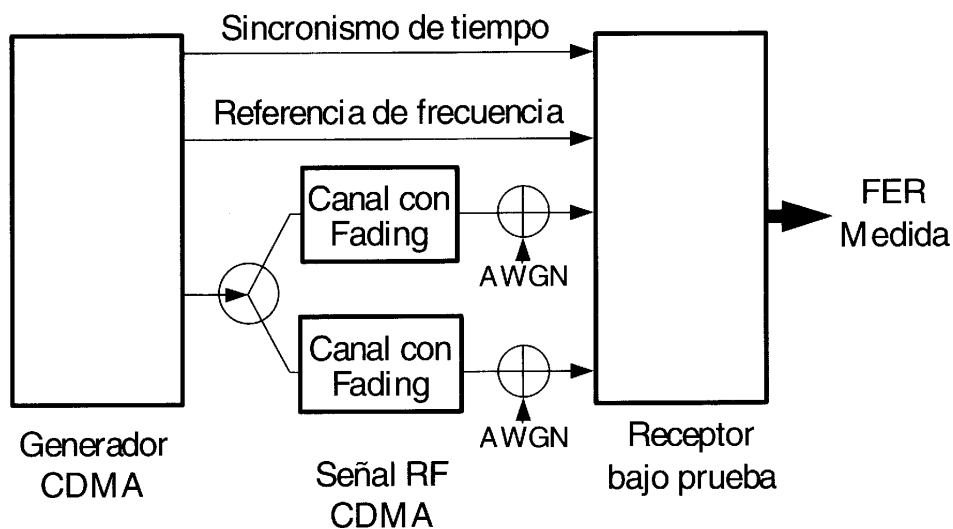 Sincronismo de tiempo
Referencia de frecuencia
Canal con
Fading
AWGN
Canal con
Fading
AWGN
FER
Medida
Generador
CDMA
Señal RF
CDMA
Receptor
bajo prueba